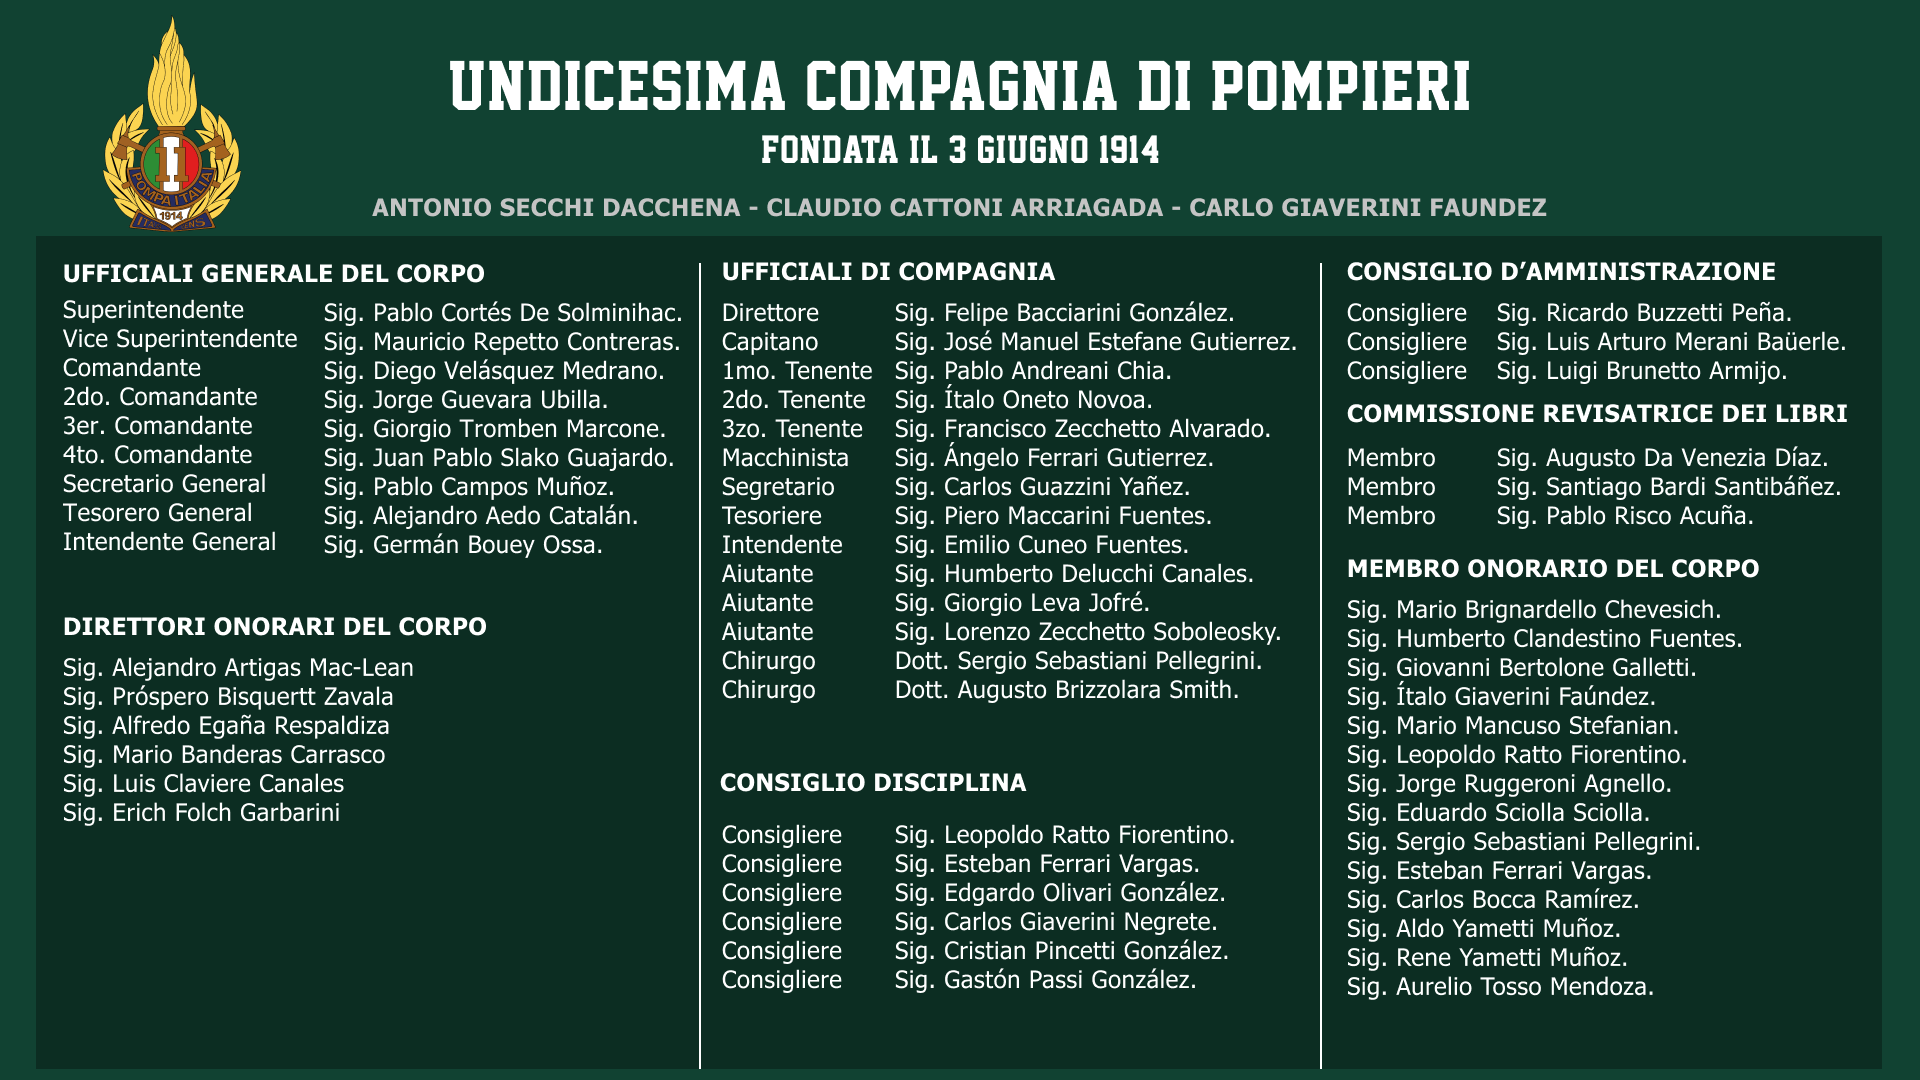 UNDICESIMA COMPAGNIA DI POMPIERI
FONDATA IL 3 GIUGNO 1914
ANTONIO SECCHI DACCHENA - CLAUDIO CATTONI ARRIAGADA - CARLO GIAVERINI FAUNDEZ
11
POMPA ITALIA
1914
UFFICIALI GENERALE DEL CORPO
Superintendente Sig. Pablo Cortés De Solminihac.
Vice Superintendente Sig. Mauricio Repetto Contreras.
Comandante Sig. Diego Velásquez Medrano.
2do. Comandante Sig. Jorge Guevara Ubilla.
3er. Comandante Sig. Giorgio Tromben Marcone.
4to. Comandante Sig. Juan Pablo Slako Guajardo.
Secretario General Sig. Pablo Campos Muñoz.
Tesorero General Sig. Alejandro Aedo Catalán.
Intendente General Sig. Germán Bouey Ossa.
DIRETTORI ONORARI DEL CORPO
Sig. Alejandro Artigas Mac-Lean
Sig. Próspero Bisquertt Zavala
Sig. Alfredo Egaña Respaldiza
Sig. Mario Banderas Carrasco
Sig. Luis Claviere Canales
Sig. Erich Folch Garbarini
UFFICIALI DI COMPAGNIA
Direttore Sig. Felipe Bacciarini González.
Capitano Sig. José Manuel Estefane Gutierrez.
1mo. Tenente Sig. Pablo Andreani Chia.
2do. Tenente Sig. Ítalo Oneto Novoa.
3zo. Tenente Sig. Francisco Zecchetto Alvarado.
Macchinista Sig. Ángelo Ferrari Gutierrez.
Segretario Sig. Carlos Guazzini Yañez.
Tesoriere Sig. Piero Maccarini Fuentes.
Intendente Sig. Emilio Cuneo Fuentes.
Aiutante Sig. Humberto Delucchi Canales.
Aiutante Sig. Giorgio Leva Jofré.
Aiutante Sig. Lorenzo Zecchetto Soboleosky.
Chirurgo Dott. Sergio Sebastiani Pellegrini.
Chirurgo Dott. Augusto Brizzolara Smith.
CONSIGLIO DISCIPLINA
Consigliere Sig. Leopoldo Ratto Fiorentino.
Consigliere Sig. Esteban Ferrari Vargas.
Consigliere Sig. Edgardo Olivari González.
Consigliere Sig. Carlos Giaverini Negrete.
Consigliere Sig. Cristian Pincetti González.
Consigliere Sig. Gastón Passi González.
CONSIGLIO D’AMMINISTRAZIONE
Consigliere Sig. Ricardo Buzzetti Peña.
Consigliere Sig. Luis Arturo Merani Baüerle.
Consigliere Sig. Luigi Brunetto Armijo.
COMMISSIONE REVISATRICE DEI LIBRI
Membro Sig. Augusto Da Venezia Díaz.
Membro Sig. Santiago Bardi Santibáñez.
Membro Sig. Pablo Risco Acuña.
MEMBRO ONORARIO DEL CORPO
Sig. Mario Brignardello Chevesich.
Sig. Humberto Clandestino Fuentes.
Sig. Giovanni Bertolone Galletti.
Sig. Ítalo Giaverini Faúndez.
Sig. Mario Mancuso Stefanian.
Sig. Leopoldo Ratto Fiorentino.
Sig. Jorge Ruggeroni Agnello.
Sig. Eduardo Sciolla Sciolla.
Sig. Sergio Sebastiani Pellegrini.
Sig. Esteban Ferrari Vargas.
Sig. Carlos Bocca Ramírez.
Sig. Aldo Yametti Muñoz.
Sig. Rene Yametti Muñoz.
Sig. Aurelio Tosso Mendoza.